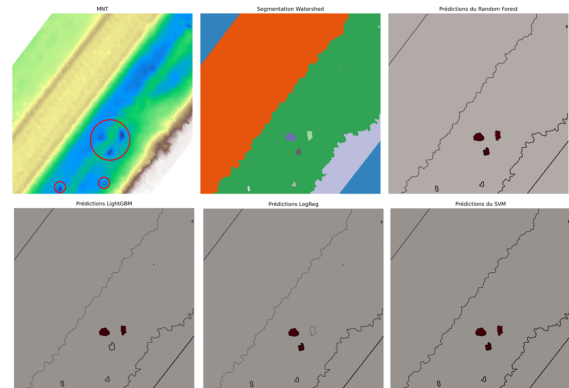 MNT
Segmentation Watershed
Prédictions du Random Forest
Prédictions LightGBM
Prédictions LogReg
Prédictions du SVM